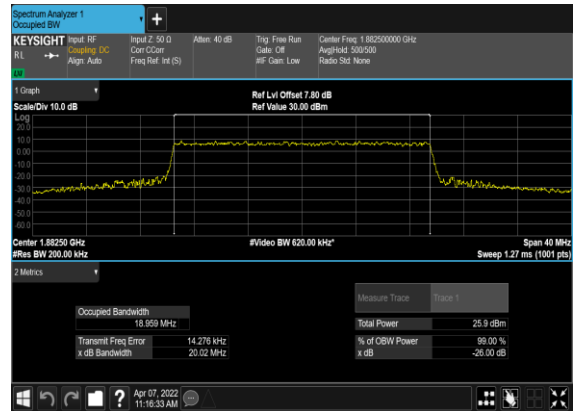 Spectrum Analyzer 1
Occupied BW
+
KEYSIGHT Input: RF Input Z: 50 Ω Atten: 40 dB Trig: Free Run Center Freq: 1.882500000 GHz
RL Coupling: DC Corr CCorr Gate: Off Avg|Hold: 500/500
Align: Auto Freq Ref: Int (S) #IF Gain: Low Radio Std: None
LXI
1 Graph
Ref Lvl Offset 7.80 dB
Scale/Div 10.0 dB Ref Value 30.00 dBm
Log
20.0
10.0
0.00
-10.0
-20.0
-30.0
-40.0
-50.0
-60.0
Center 1.88250 GHz #Video BW 620.00 kHz* Span 40 MHz
#Res BW 200.00 kHz Sweep 1.27 ms (1001 pts)
2 Metrics
Measure Trace Trace 1
Occupied Bandwidth
18.959 MHz
Total Power 25.9 dBm
Transmit Freq Error 14.276 kHz % of OBW Power 99.00 %
x dB Bandwidth 20.02 MHz x dB -26.00 dB
? Apr 07, 2022
11:16:33 AM